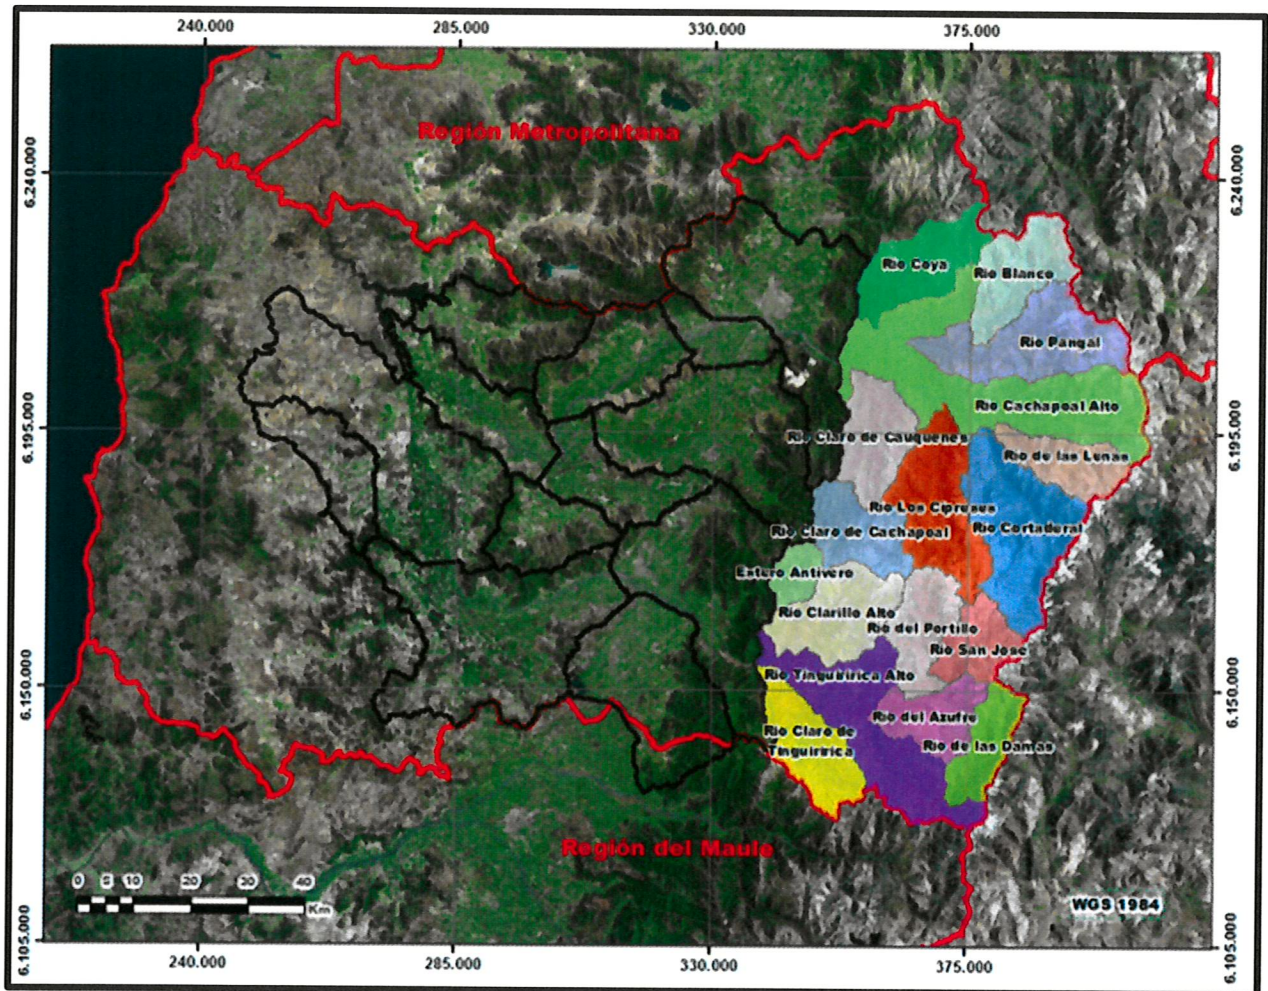 240.000
285.000
330.000
375.000
Región Metropolitana
6.240.000
6.240.000
Rio Coya
Rio Blanco
Rio Pangal
Rio Cachapoal Alto
6.195.000
6.195.000
Rio Claro de Cauquenes
Rio de las Lenas
Rio Los Cipreses
Rio Claro de Cachapoal
Rio Cortaderal
Estero Antivero
Rio Clarillo Alto
Rio del Portillo
Rio San Jose
6.150.000
6.150.000
Rio Tinguiririca Alto
Rio del Azufre
Rio Claro de
Tinguiririca
Rio de las Damas
Región del Maule
0 5 10 20 30 40
Km
WGS 1984
6.105.000
6.105.000
240.000
285.000
330.000
375.000